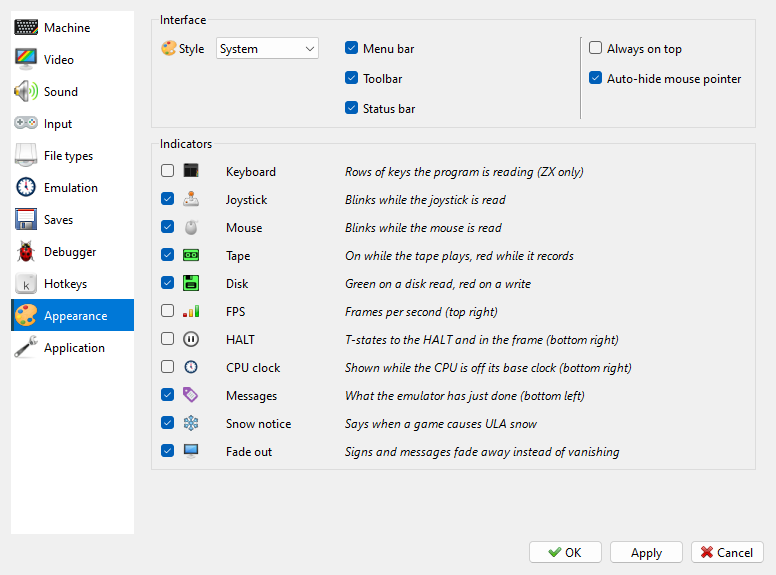 Machine
Video
Sound
Input
File types
Emulation
Saves
Debugger
k
Hotkeys
Appearance
Application
Interface
Style System
Menu bar
Toolbar
Status bar
Always on top
Auto-hide mouse pointer
Indicators
Keyboard Rows of keys the program is reading (ZX only)
Joystick Blinks while the joystick is read
Mouse Blinks while the mouse is read
Tape On while the tape plays, red while it records
Disk Green on a disk read, red on a write
FPS Frames per second (top right)
HALT T-states to the HALT and in the frame (bottom right)
CPU clock Shown while the CPU is off its base clock (bottom right)
Messages What the emulator has just done (bottom left)
Snow notice Says when a game causes ULA snow
Fade out Signs and messages fade away instead of vanishing
OK Apply Cancel